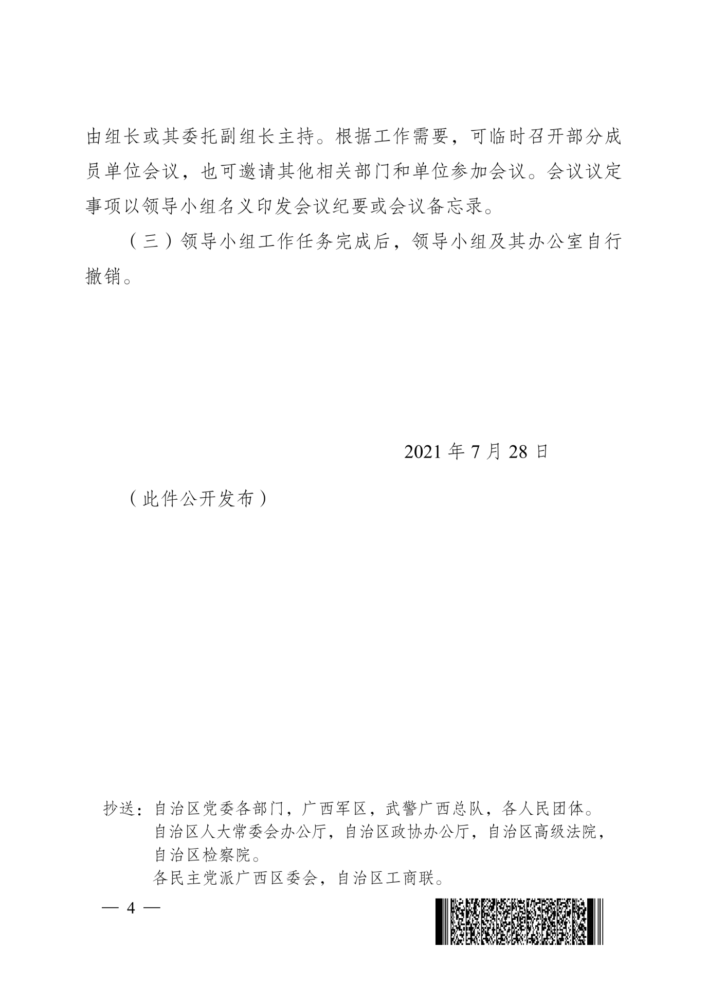 由组长或其委托副组长主持。根据工作需要，可临时召开部分成
员单位会议，也可邀请其他相关部门和单位参加会议。会议议定
事项以领导小组名义印发会议纪要或会议备忘录。
（三）领导小组工作任务完成后，领导小组及其办公室自行
撤销。
2021 年 7 月 28 日
（此件公开发布）
抄送：自治区党委各部门，广西军区，武警广西总队，各人民团体。
自治区人大常委会办公厅，自治区政协办公厅，自治区高级法院，
自治区检察院。
各民主党派广西区委会，自治区工商联。
— 4 —